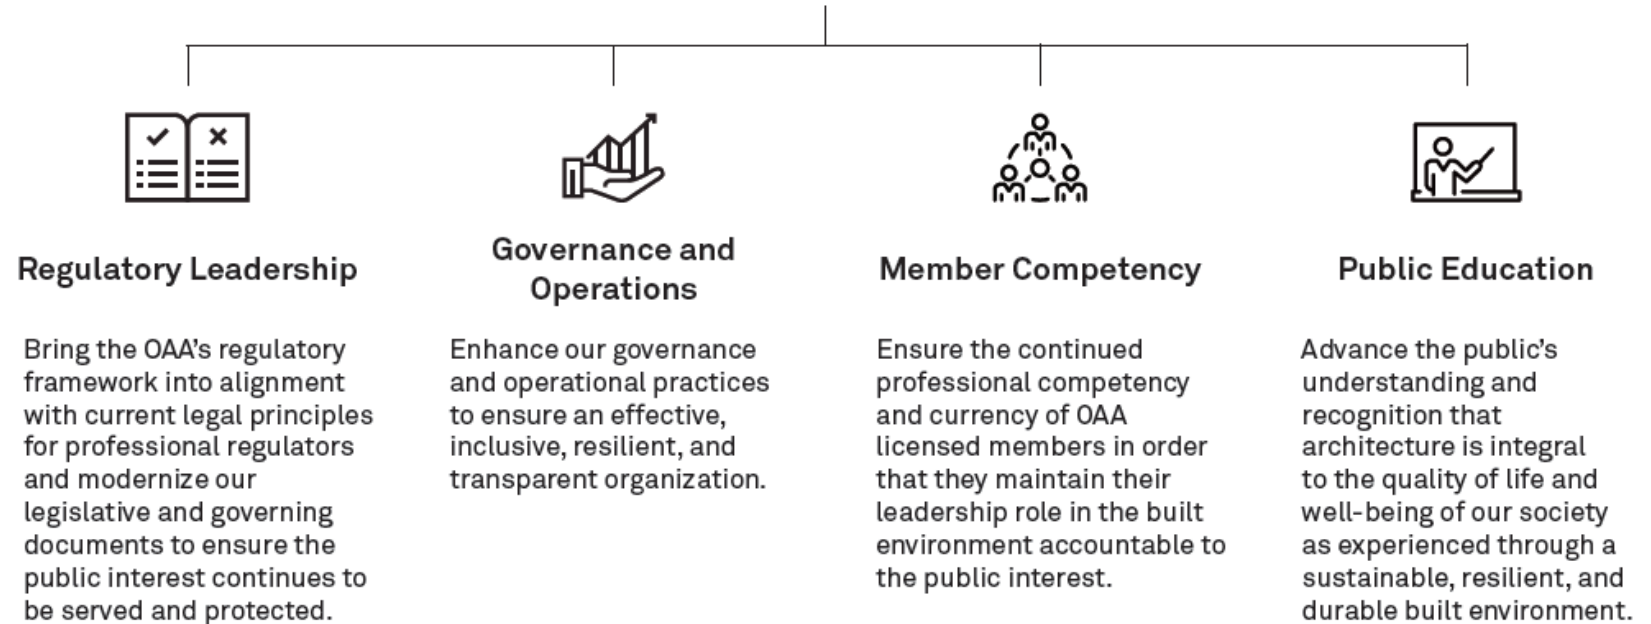 Regulatory Leadership
Bring the OAA’s regulatory
framework into alignment
with current legal principles
for professional regulators
and modernize our
legislative and governing
documents to ensure the
public interest continues to
be served and protected.
Governance and
Operations
Enhance our governance
and operational practices
to ensure an effective,
inclusive, resilient, and
transparent organization.
Member Competency
Ensure the continued
professional competency
and currency of OAA
licensed members in order
that they maintain their
leadership role in the built
environment accountable to
the public interest.
Public Education
Advance the public’s
understanding and
recognition that
architecture is integral
to the quality of life and
well-being of our society
as experienced through a
sustainable, resilient, and
durable built environment.